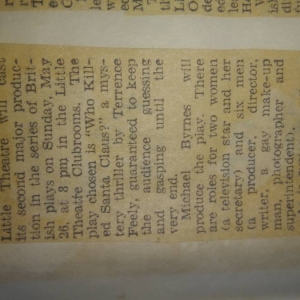 Little Theatre will cast
its second major produc-
tion in the series of Brit-
ish plays on Sunday, May
26, at 8 pm in the Little
Theatre Clubrooms. The
play chosen is "Who Kill-
ed Santa Claus?" a mys-
tery thriller by Terrence
Feely, guaranteed to keep
the audience guessing
and gasping until the
very end.
Michael Byrnes will
produce the play. There
are roles for two women
(a television star and her
secretary) and six men
(a producer, director,
writer, a gay make-up
man, photographer and
superintendent).